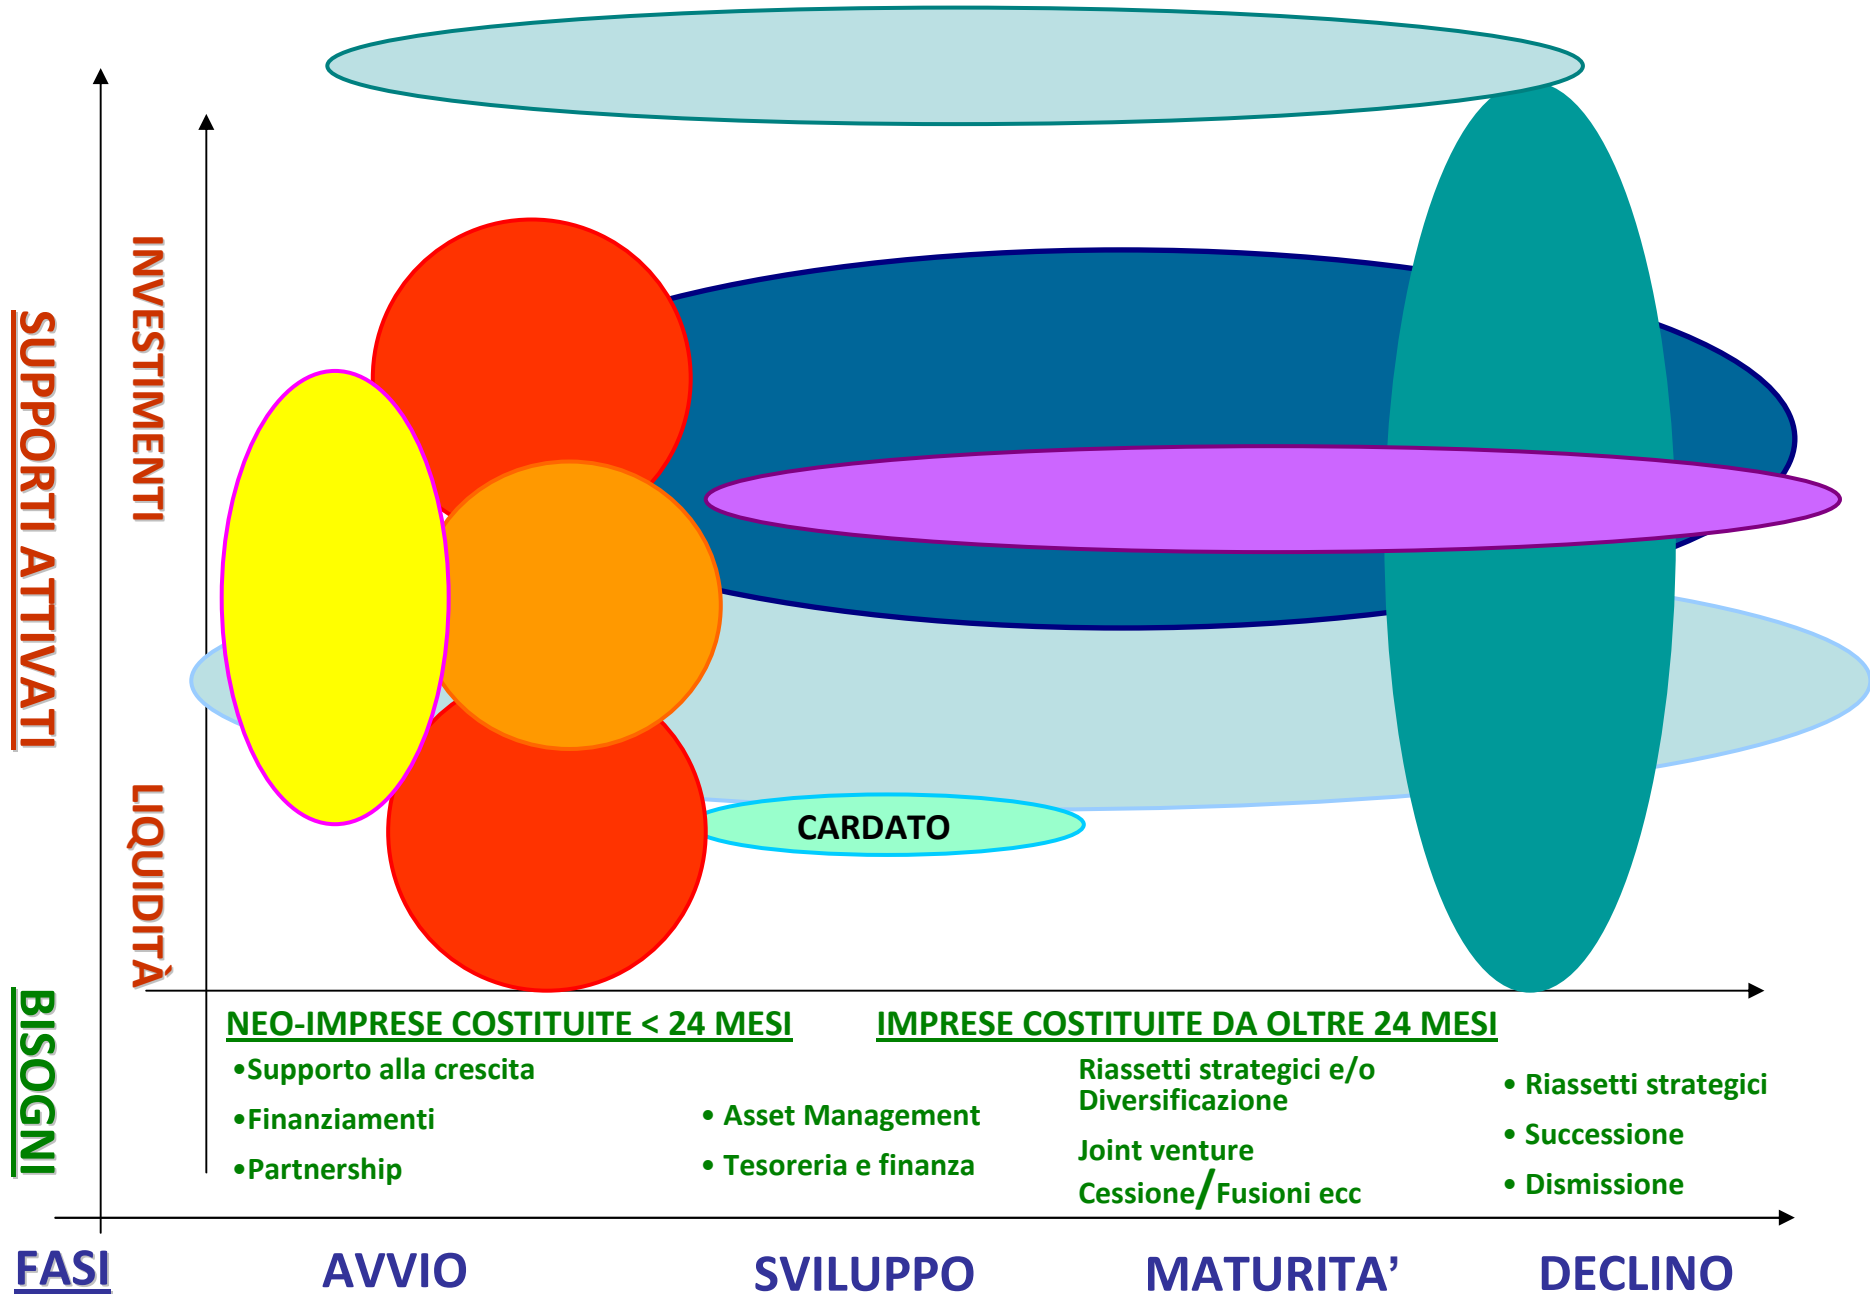 SUPPORTI ATTIVATI
INVESTIMENTI
LIQUIDITÀ
CARDATO
BISOGNI
NEO-IMPRESE COSTITUITE < 24 MESI
•Supporto alla crescita
•Finanziamenti
•Partnership
• Asset Management
• Tesoreria e finanza
IMPRESE COSTITUITE DA OLTRE 24 MESI
Riassetti strategici e/o
Diversificazione
Joint venture
Cessione/Fusioni ecc
• Riassetti strategici
• Successione
• Dismissione
FASI
AVVIO
SVILUPPO
MATURITA’
DECLINO